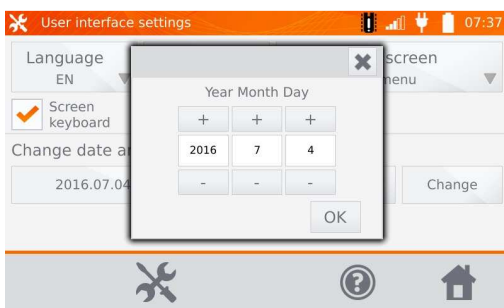 User interface settings 07:37
Language screen
EN menu
Year Month Day
Screen
keyboard
+ + +
Change date a
2016 7 4
2016.07.04 Change
- - -
OK